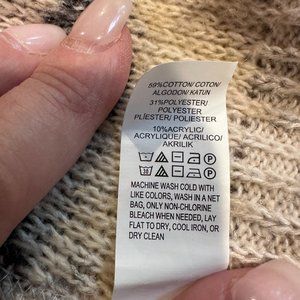 59%COTTON/ COTON/
ALGODON/ KATUN
31%POLYESTER/
POLYESTER/
PLIESTER/ POLIESTER
10%ACRYLIC/
ACRYLIQUE/ ACRILICO/
AKRILIK
MACHINE WASH COLD WITH
LIKE COLORS, WASH IN A NET
BAG, ONLY NON-CHLORINE
BLEACH WHEN NEEDED, LAY
FLAT TO DRY, COOL IRON, OR
DRY CLEAN